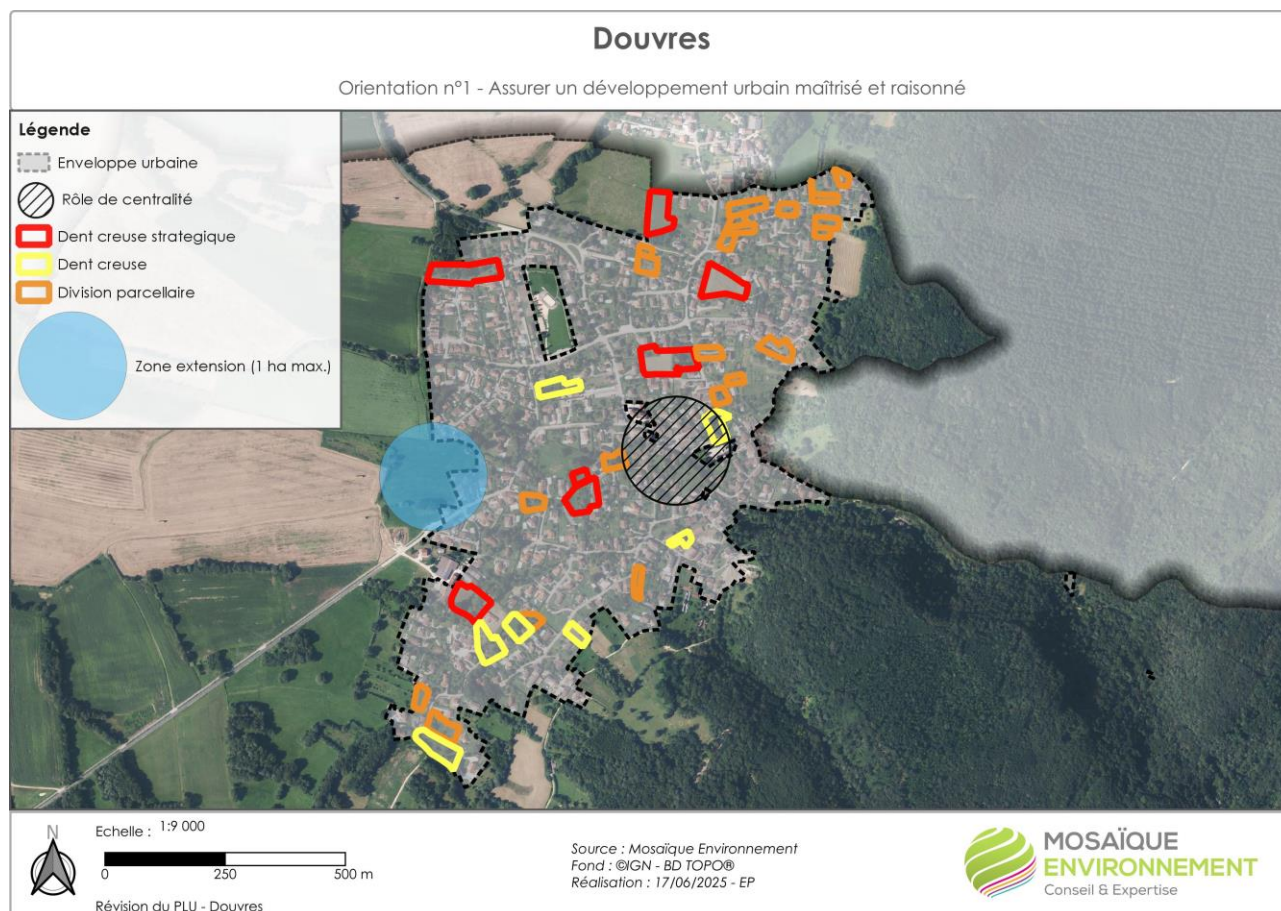 Douvres
Orientation n°1 - Assurer un développement urbain maîtrisé et raisonné
Légende
Enveloppe urbaine
Rôle de centralité
Dent creuse strategique
Dent creuse
Division parcellaire
Zone extension (1 ha max.)
N
Echelle : 1:9 000
0 250 500 m
Révision du PLU - Douvres
Source : Mosaïque Environnement
Fond : ©IGN - BD TOPO®
Réalisation : 17/06/2025 - EP
MOSAÏQUE
ENVIRONNEMENT
Conseil & Expertise